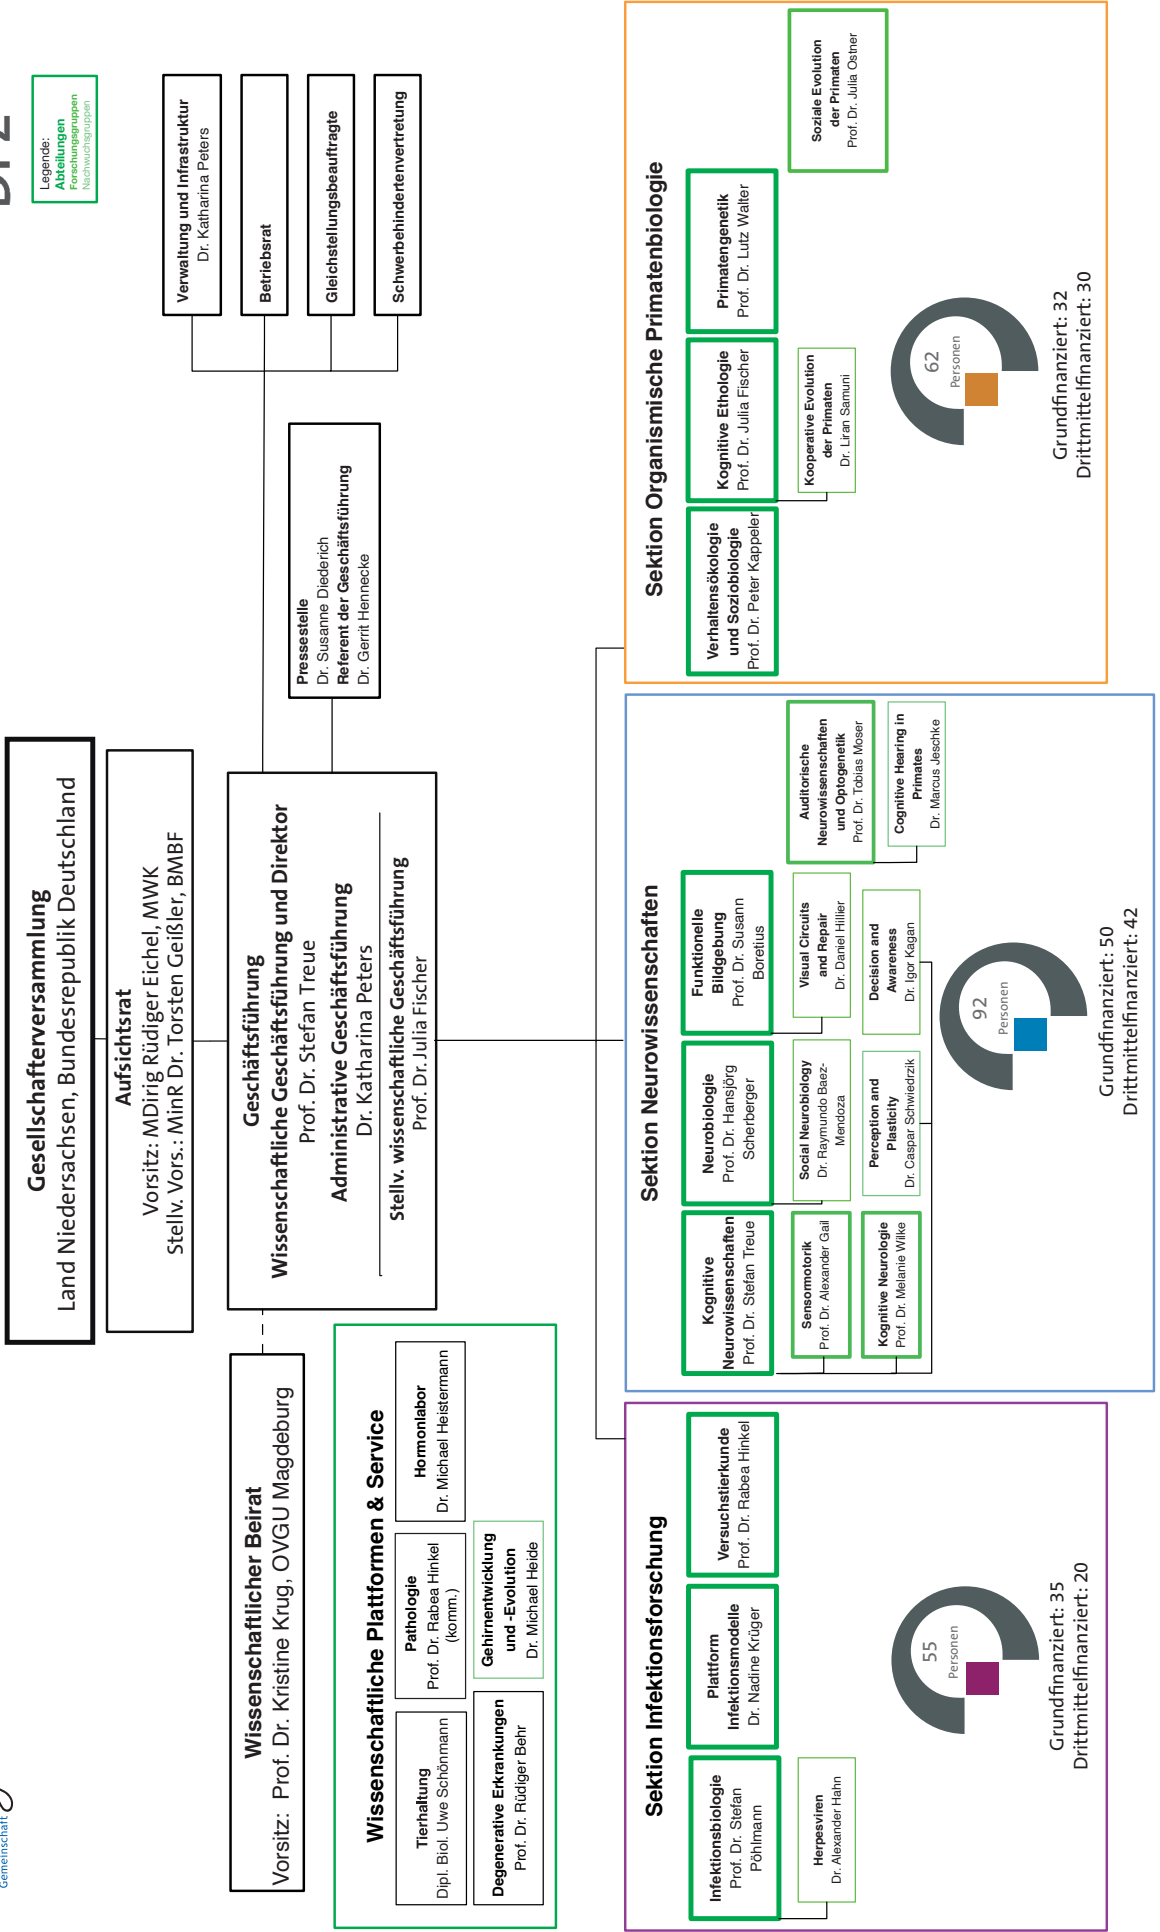 Gemeinschaft
Legende:
Abteilungen
Forschungsgruppen
Nachwuchsgruppen
Gesellschafterversammlung
Land Niedersachsen, Bundesrepublik Deutschland
Aufsichtsrat
Vorsitz: MDirig Rüdiger Eichel, MWK
Stellv. Vors.: MinR Dr. Torsten Geißler, BMBF
Wissenschaftlicher Beirat
Vorsitz: Prof. Dr. Kristine Krug, OVGU Magdeburg
Geschäftsführung
Wissenschaftliche Geschäftsführung und Direktor
Prof. Dr. Stefan Treue
Administrative Geschäftsführung
Dr. Katharina Peters
Stellv. wissenschaftliche Geschäftsführung
Prof. Dr. Julia Fischer
Pressestelle
Dr. Susanne Diederich
Referent der Geschäftsführung
Dr. Gerrit Hennecke
Verwaltung und Infrastruktur
Dr. Katharina Peters
Betriebsrat
Gleichstellungsbeauftragte
Schwerbehindertenvertretung
Wissenschaftliche Plattformen & Service
Tierhaltung
Dipl. Biol. Uwe Schönmann
Pathologie
Prof. Dr. Rabea Hinkel
(komm.)
Hormonlabor
Dr. Michael Heistermann
Degenerative Erkrankungen
Prof. Dr. Rüdiger Behr
Gehirnentwicklung
und -Evolution
Dr. Michael Heide
Sektion Infektionsforschung
Infektionsbiologie
Prof. Dr. Stefan
Pöhlmann
Plattform
Infektionsmodelle
Dr. Nadine Krüger
Versuchstierkunde
Prof. Dr. Rabea Hinkel
Herpesviren
Dr. Alexander Hahn
55
Personen
Grundfinanziert: 35
Drittmittelfinanziert: 20
Sektion Neurowissenschaften
Kognitive
Neurowissenschaften
Prof. Dr. Stefan Treue
Neurobiologie
Prof. Dr. Hansjörg
Scherberger
Funktionelle
Bildgebung
Prof. Dr. Susann
Boretius
Auditorische
Neurowissenschaften
und Optogenetik
Prof. Dr. Tobias Moser
Sensormotorik
Prof. Dr. Alexander Gail
Social Neurobiology
Dr. Raymundo Baez-
Mendoza
Visual Circuits
and Repair
Dr. Daniel Hillier
Cognitive Hearing in
Primates
Dr. Marcus Jeschke
Kognitive Neurologie
Prof. Dr. Melanie Wilke
Perception and
Plasticity
Dr. Caspar Schwiedrzik
Decision and
Awareness
Dr. Igor Kagan
92
Personen
Grundfinanziert: 50
Drittmittelfinanziert: 42
Sektion Organismische Primatenbiologie
Verhaltensökologie
und Soziobiologie
Prof. Dr. Peter Kappeler
Kognitive Ethologie
Prof. Dr. Julia Fischer
Primatengenetik
Prof. Dr. Lutz Walter
Soziale Evolution
der Primaten
Prof. Dr. Julia Ostner
Kooperative Evolution
der Primaten
Dr. Liran Samuni
62
Personen
Grundfinanziert: 32
Drittmittelfinanziert: 30